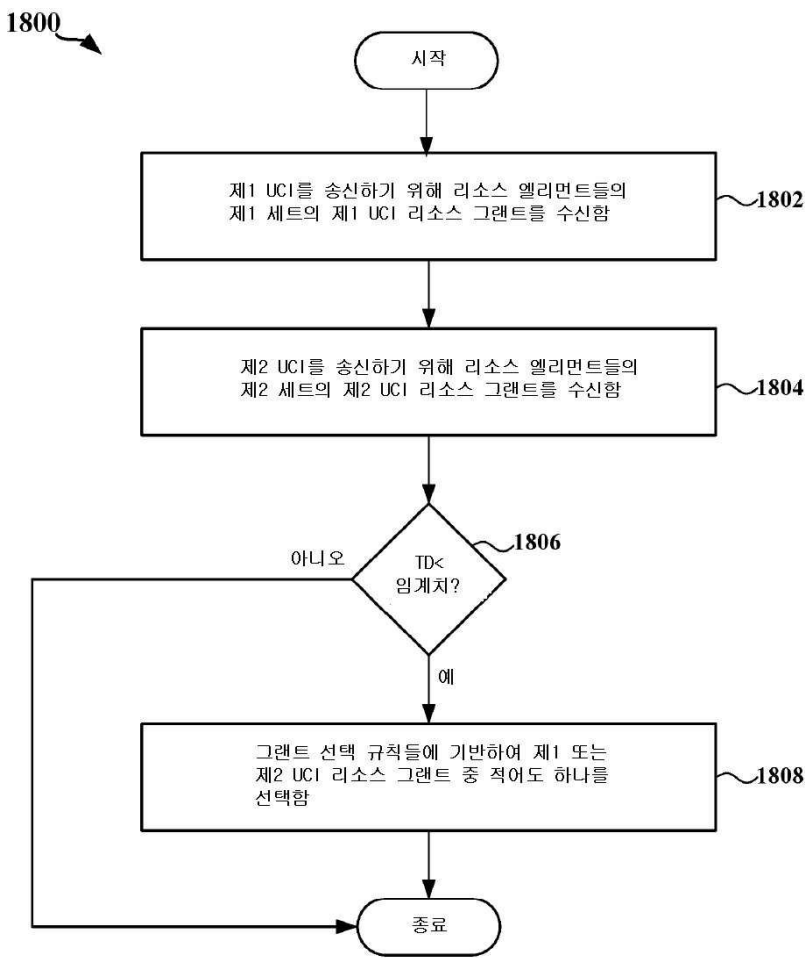 1800
시작
제1 UCI를 송신하기 위해 리소스 엘리먼트들의
제1 세트의 제1 UCI 리소스 그랜트를 수신함
1802
제2 UCI를 송신하기 위해 리소스 엘리먼트들의
제2 세트의 제2 UCI 리소스 그랜트를 수신함
1804
1806
아니오
TD<
임계치?
예
그랜트 선택 규칙들에 기반하여 제1 또는
제2 UCI 리소스 그랜트 중 적어도 하나를
선택함
1808
종료